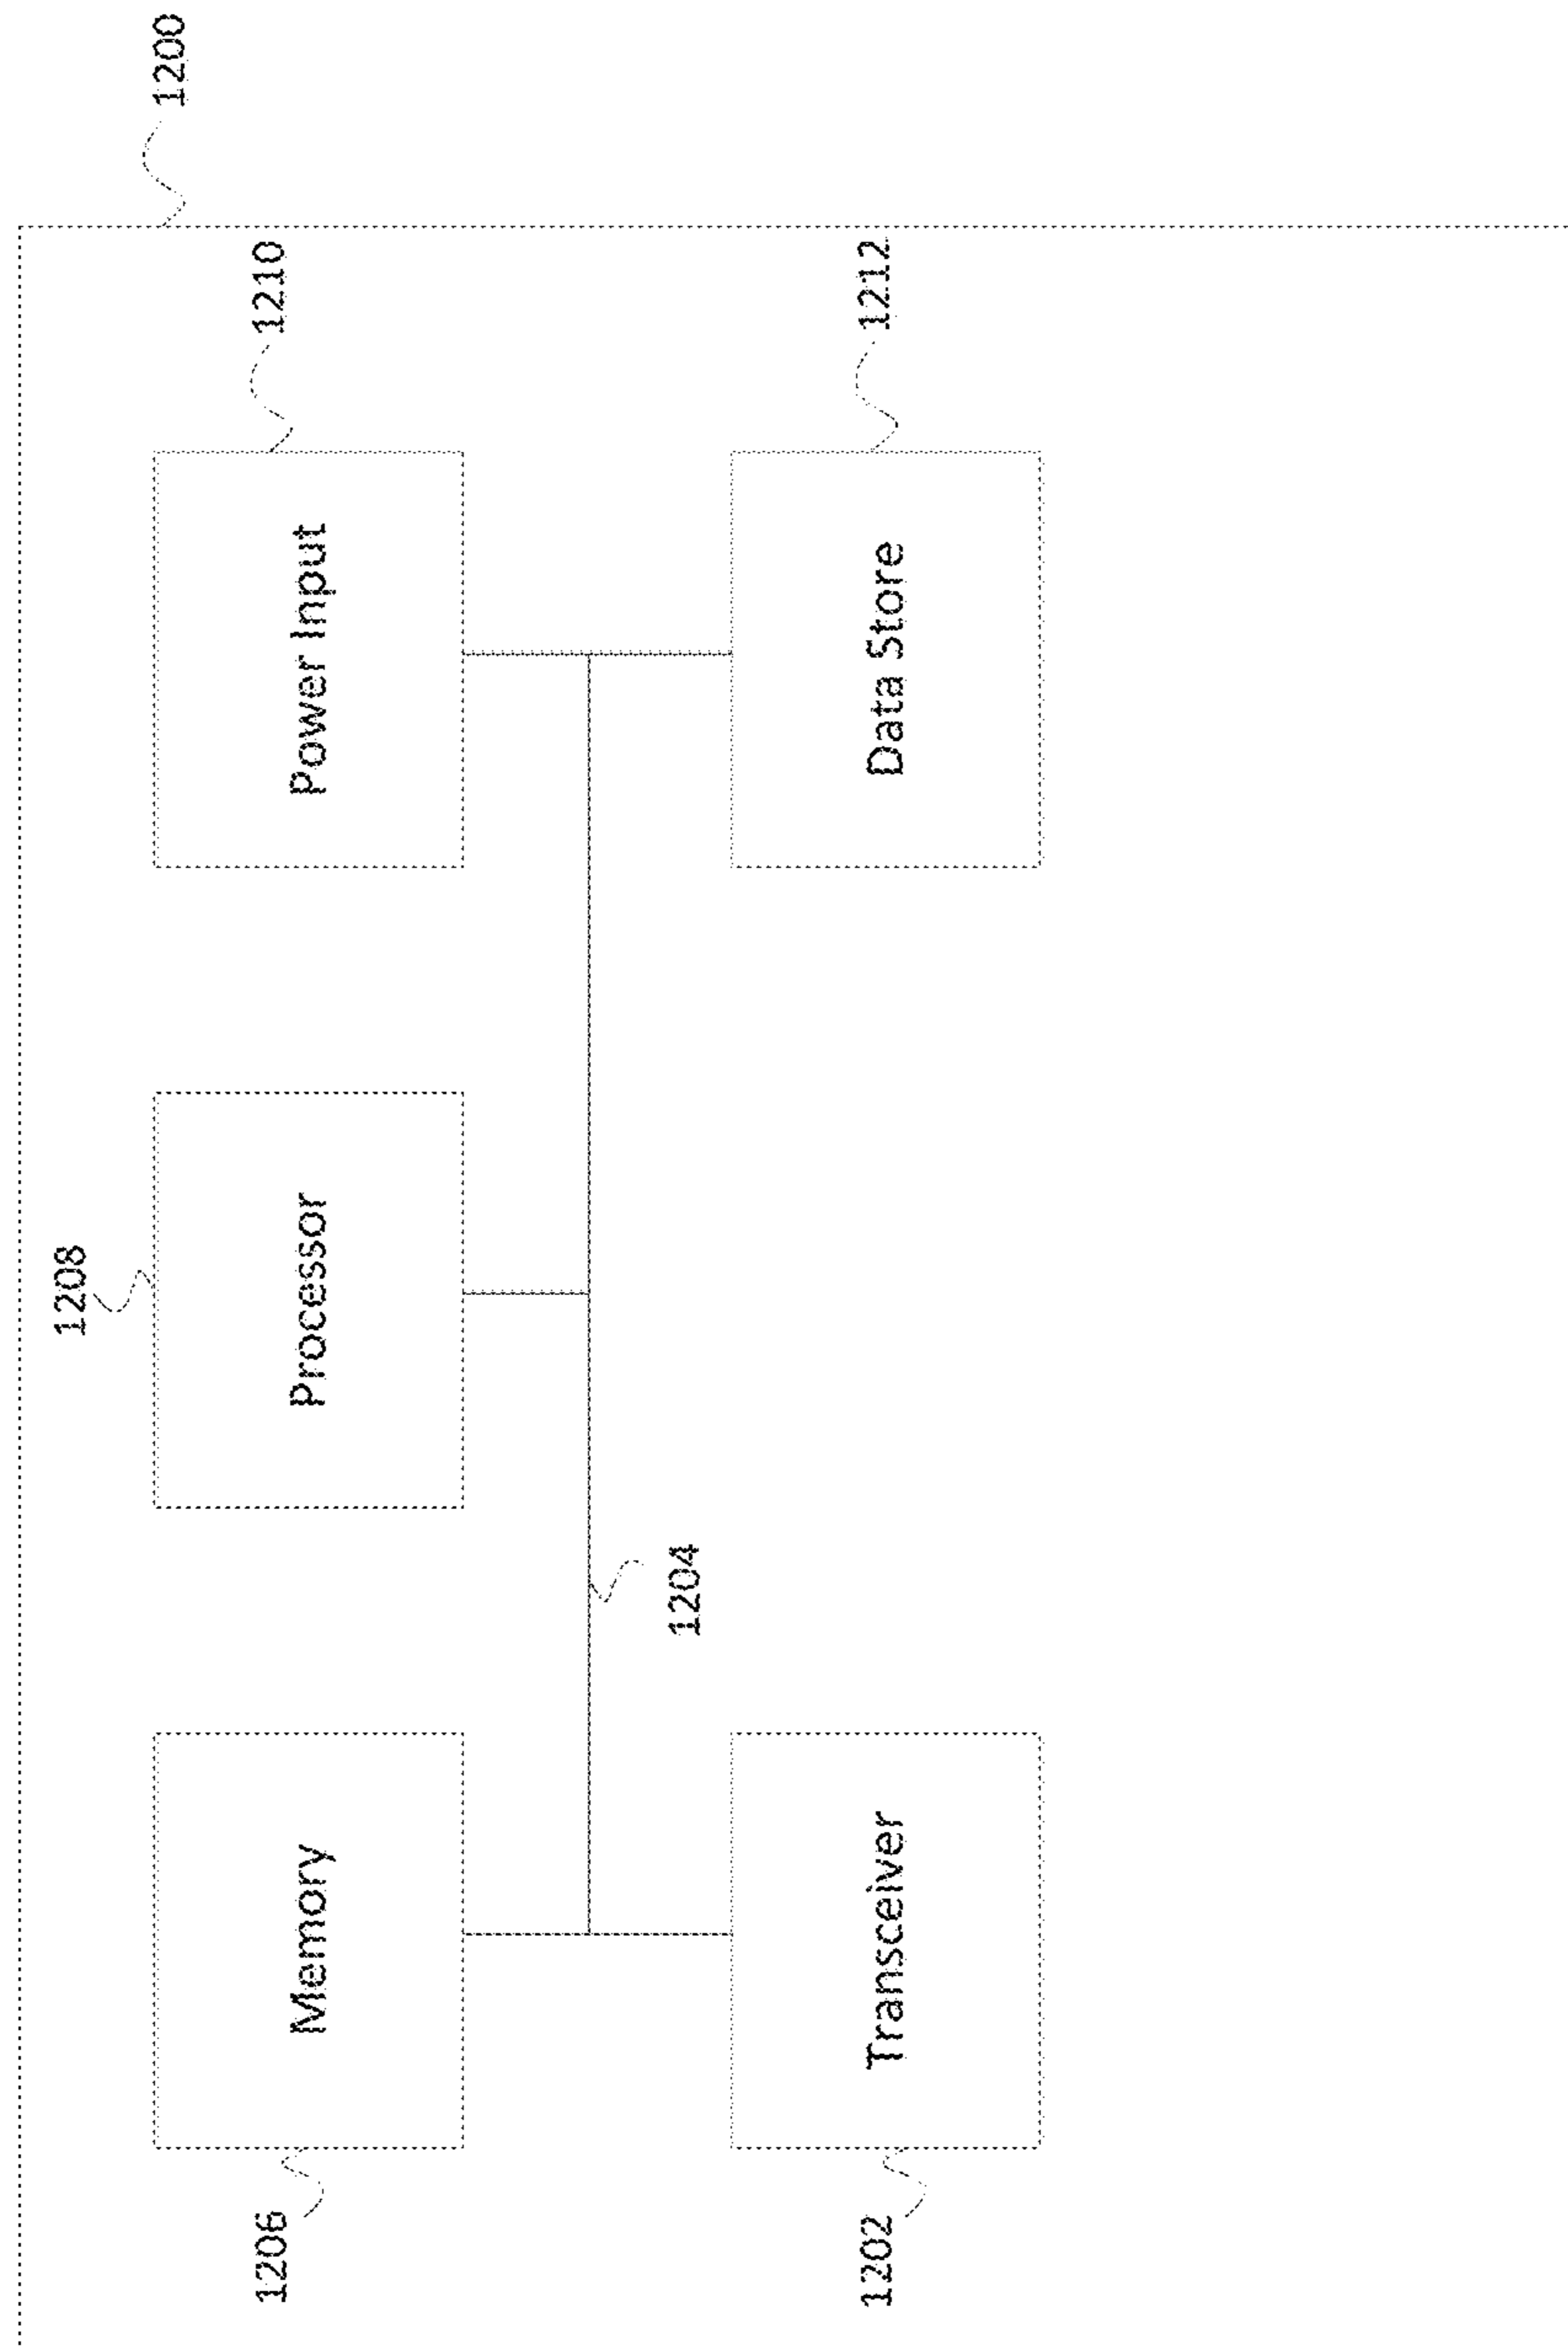 1200
1206
Memory
1208
Processor
1210
Power Input
1204
1202
Transceiver
1212
Data Store